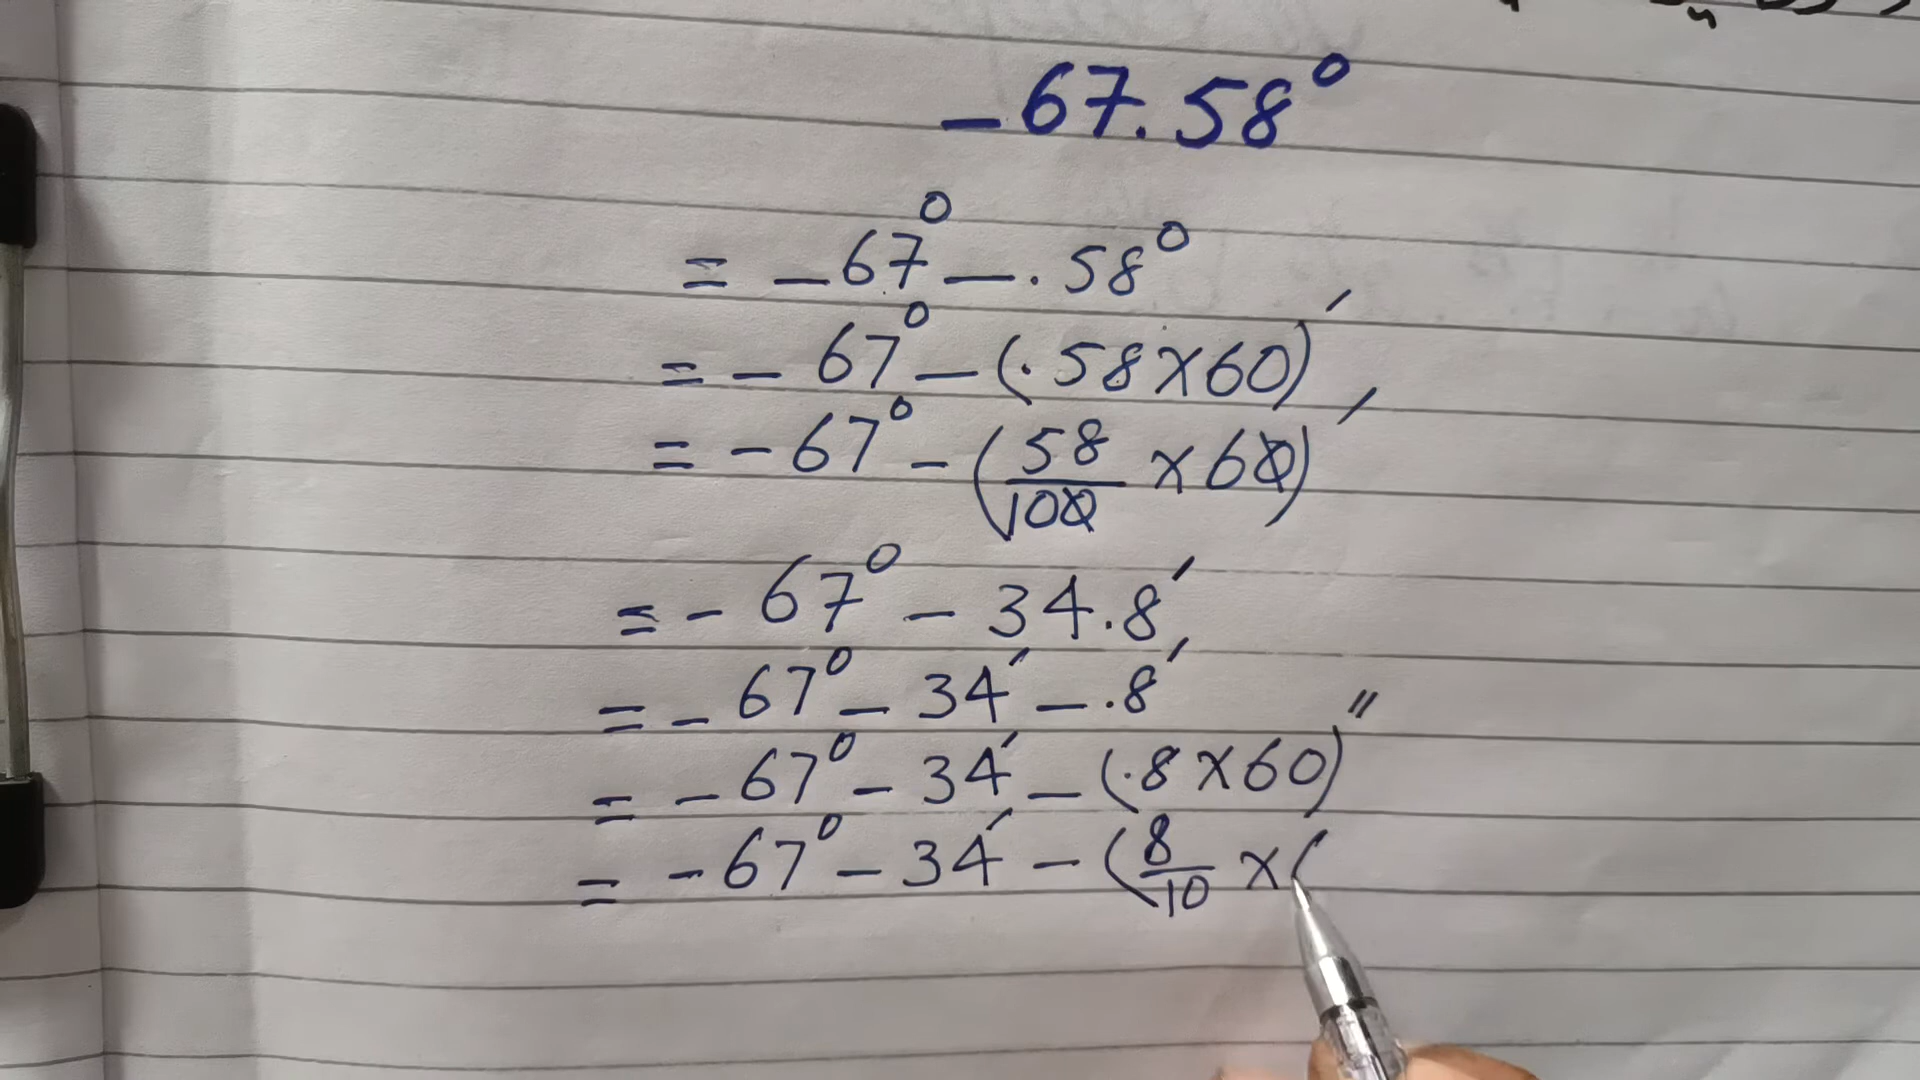 -67.58°
= -67° - .58°
= -67° - (.58×60)′
= -67° - (58/100 × 60)′
= -67° - 34.8′
= -67° - 34′ - .8′
= -67° - 34′ - (.8×60)″
= -67° - 34′ - (8/10 ×